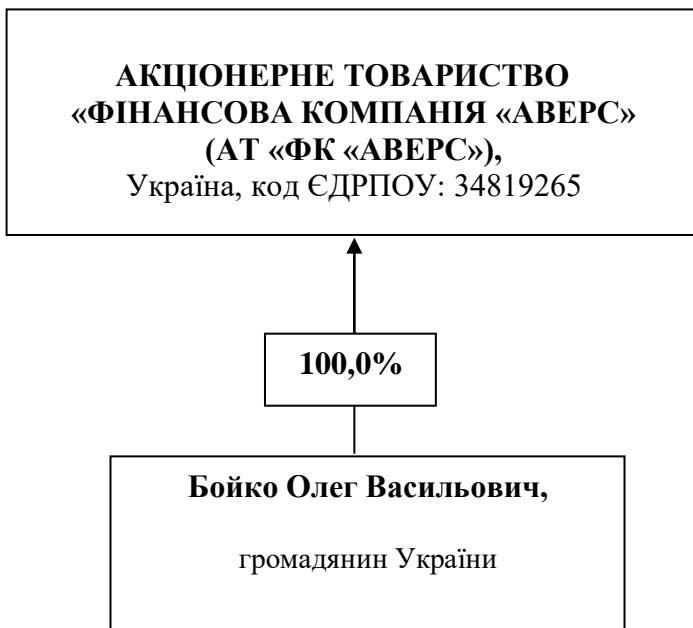 АКЦІОНЕРНЕ ТОВАРИСТВО
«ФІНАНСОВА КОМПАНІЯ «АВЕРС»
(АТ «ФК «АВЕРС»),
Україна, код ЄДРПОУ: 34819265
100,0%
Бойко Олег Васильович,
громадянин України